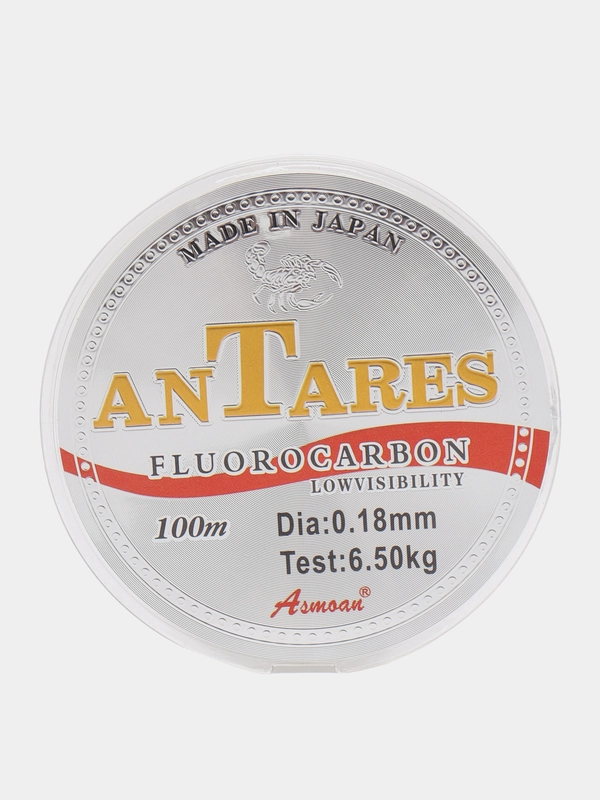 MADE IN JAPAN
ANTARES
FLUOROCARBON
LOWVISIBILITY
100m
Dia:0.18mm
Test:6.50kg
Asmoan®